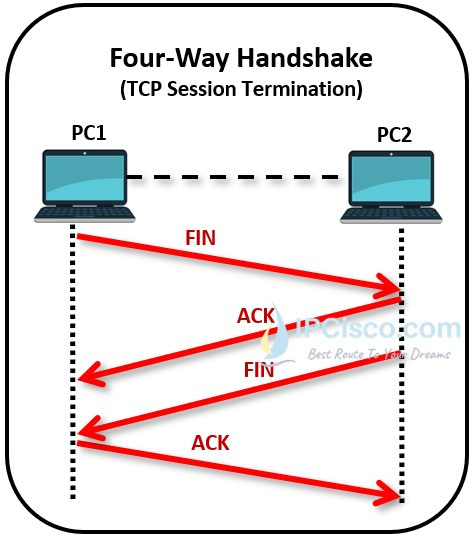 Four-Way Handshake
(TCP Session Termination)
PC1
PC2
FIN
ACK
IPCisco.com
Best Route To Your Dreams
FIN
ACK